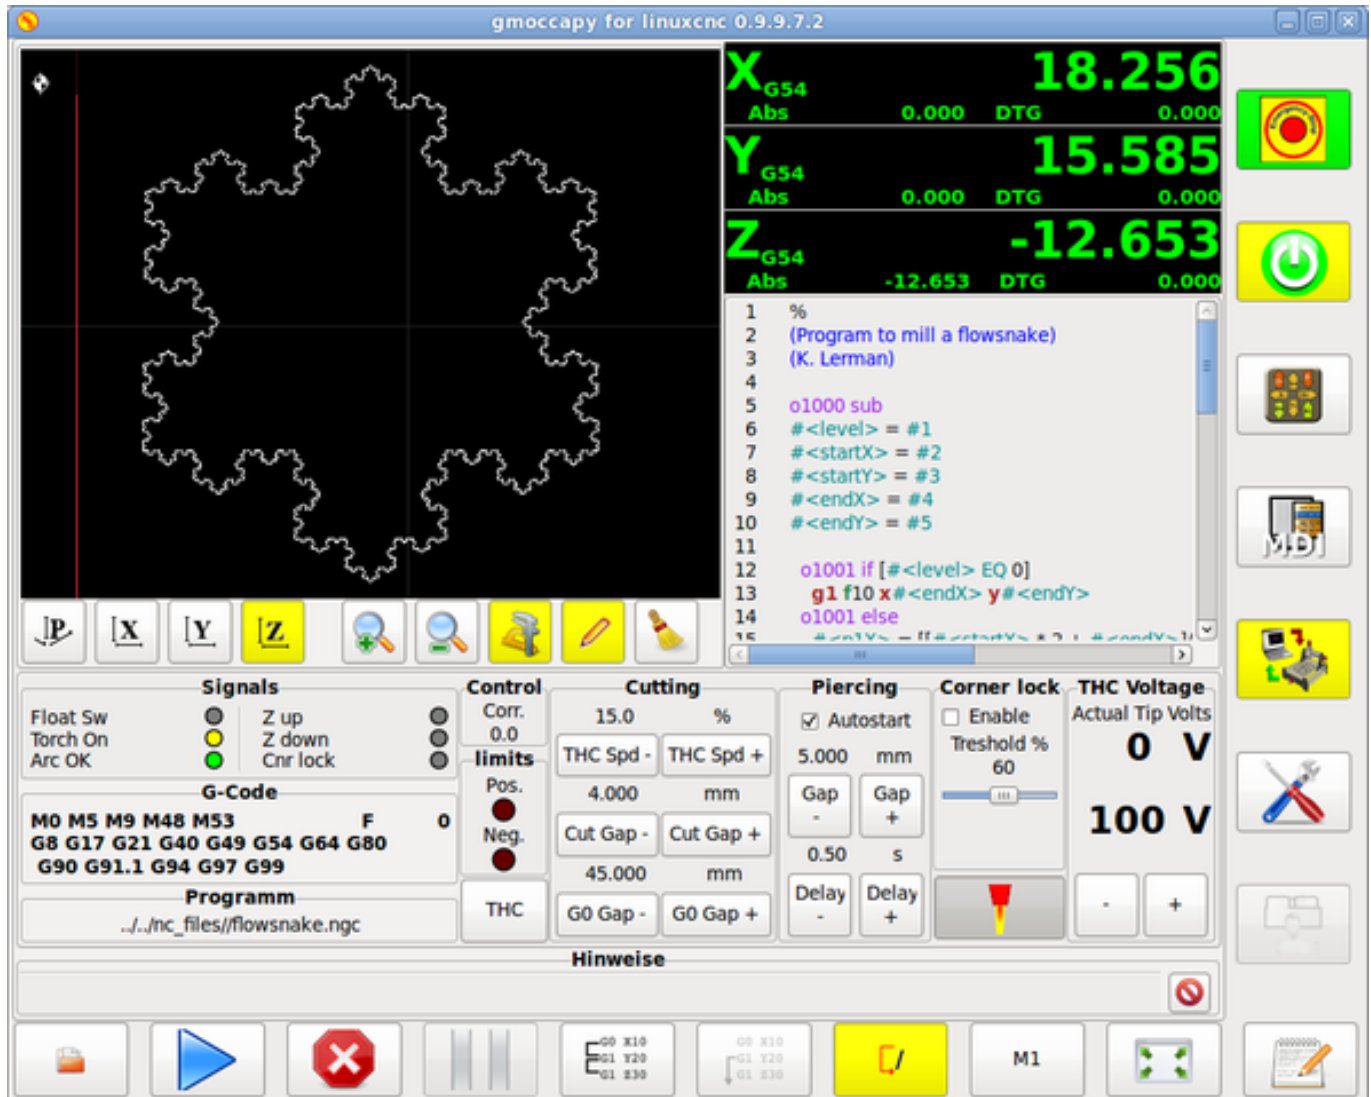 gmoccapy for linuxcnc 0.9.9.7.2
X G54 18.256
Abs 0.000 DTG 0.000
Y G54 15.585
Abs 0.000 DTG 0.000
Z G54 -12.653
Abs -12.653 DTG 0.000
1 %
2 (Program to mill a flowsnake)
3 (K. Lerman)
4
5 o1000 sub
6 #<level> = #1
7 #<startX> = #2
8 #<startY> = #3
9 #<endX> = #4
10 #<endY> = #5
11
12 o1001 if [#<level> EQ 0]
13 g1 f10 x#<endX> y#<endY>
14 o1001 else
15
P X Y Z
MDI
Signals
Float Sw Z up
Torch On Z down
Arc OK Cnr lock
G-Code
M0 M5 M9 M48 M53 F 0
G8 G17 G21 G40 G49 G54 G64 G80
G90 G91.1 G94 G97 G99
Programm
../../nc_files//flowsnake.ngc
Control
Corr.
0.0
limits
Pos.
Neg.
THC
Cutting
15.0 %
THC Spd - THC Spd +
4.000 mm
Cut Gap - Cut Gap +
45.000 mm
G0 Gap - G0 Gap +
Piercing
Autostart
5.000 mm
Gap - Gap +
0.50 s
Delay - Delay +
Corner lock
Enable
Treshold %
60
THC Voltage
Actual Tip Volts
0 V
100 V
- +
Hinweise
G0 X10
G1 Y20
G1 Z30
G0 X10
G1 Y20
G1 Z30
M1